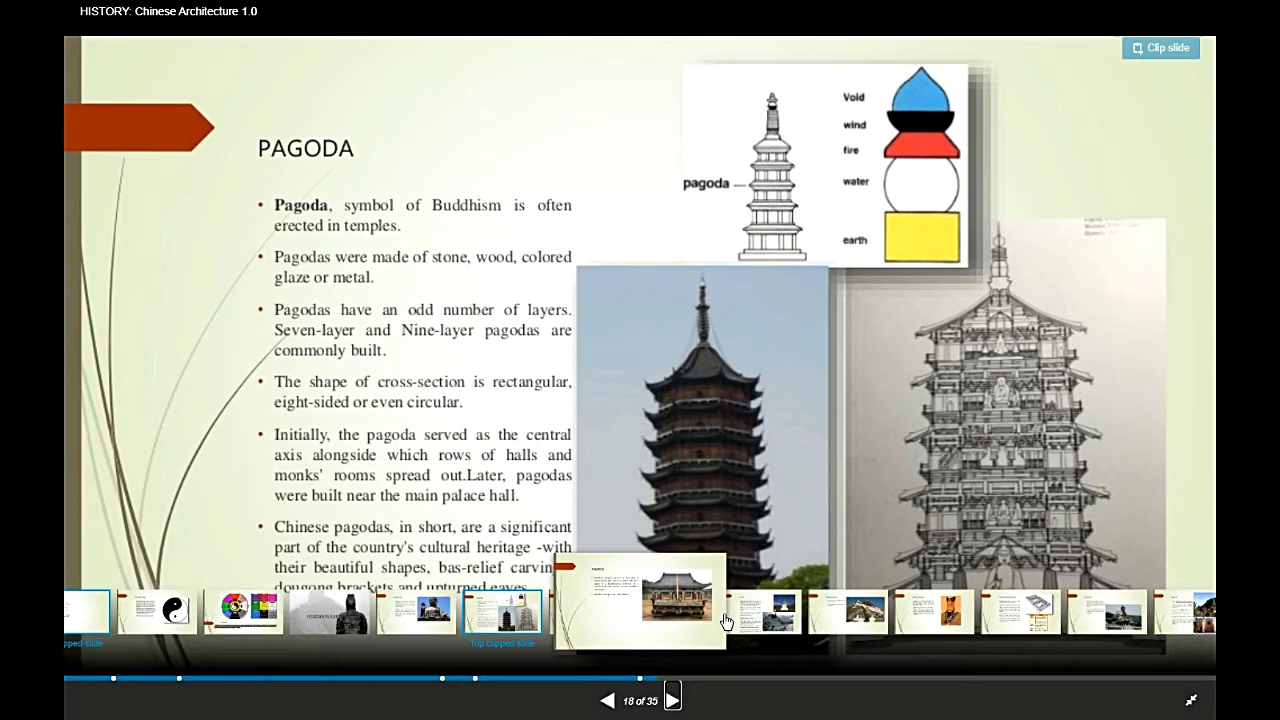 HISTORY: Chinese Architecture 1.0
Clip slide
PAGODA
• Pagoda, symbol of Buddhism is often
erected in temples.
• Pagodas were made of stone, wood, colored
glaze or metal.
• Pagodas have an odd number of layers.
Seven-layer and Nine-layer pagodas are
commonly built.
• The shape of cross-section is rectangular,
eight-sided or even circular.
• Initially, the pagoda served as the central
axis alongside which rows of halls and
monks' rooms spread out.Later, pagodas
were built near the main palace hall.
• Chinese pagodas, in short, are a significant
part of the country's cultural heritage -with
their beautiful shapes, bas-relief carvin
dougong brackets and upturned eaves
pagoda
Void
wind
fire
water
earth
pped slide
Top clipped slide
18 of 35